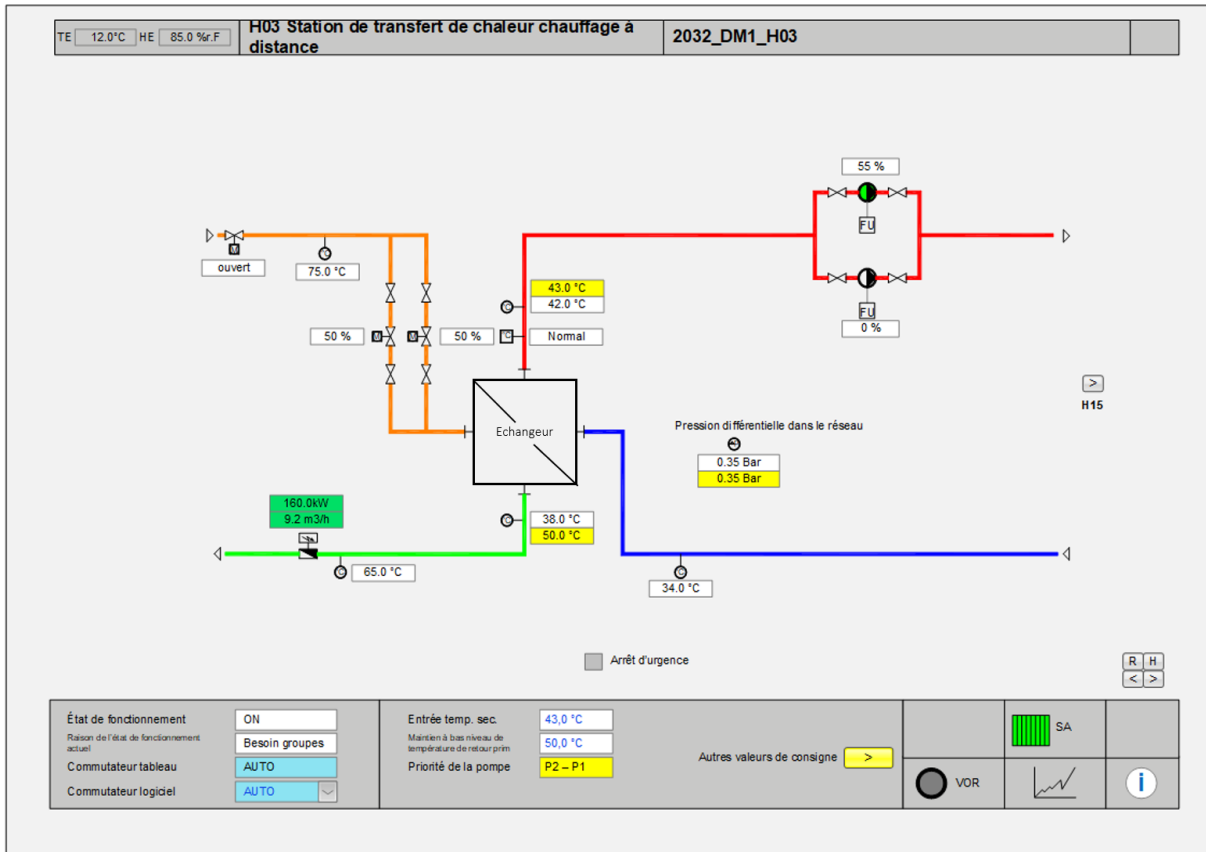 TE 12.0°C HE 85.0 %r.F
H03 Station de transfert de chaleur chauffage à
distance
2032_DM1_H03
55 %
FU
ouvert
M
°C
75.0 °C
43.0 °C
42.0 °C
°C
FU
0 %
50 %
M
M
50 %
°C
Normal
>
H15
Echangeur
Pression différentielle dans le réseau
0.35 Bar
0.35 Bar
160.0kW
9.2 m3/h
°C
38.0 °C
50.0 °C
°C
65.0 °C
°C
34.0 °C
Arrêt d'urgence
R H
< >
État de fonctionnement
ON
Raison de l'état de fonctionnement
actuel
Besoin groupes
Commutateur tableau
AUTO
Commutateur logiciel
AUTO
Entrée temp. sec.
43,0 °C
Maintien à bas niveau de
température de retour prim
50,0 °C
Priorité de la pompe
P2 – P1
Autres valeurs de consigne >
SA
VOR
i